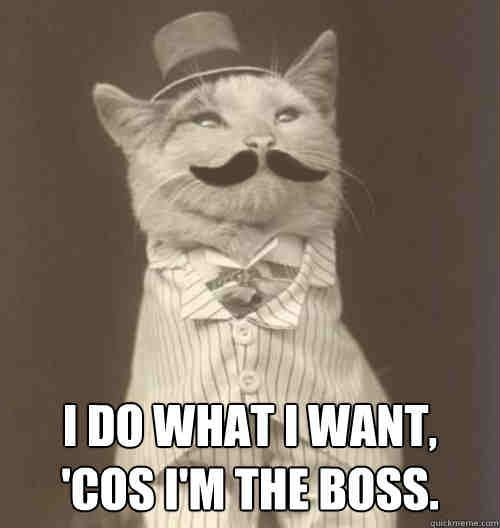 I DO WHAT I WANT,
'COS I'M THE BOSS.
quickmeme.com